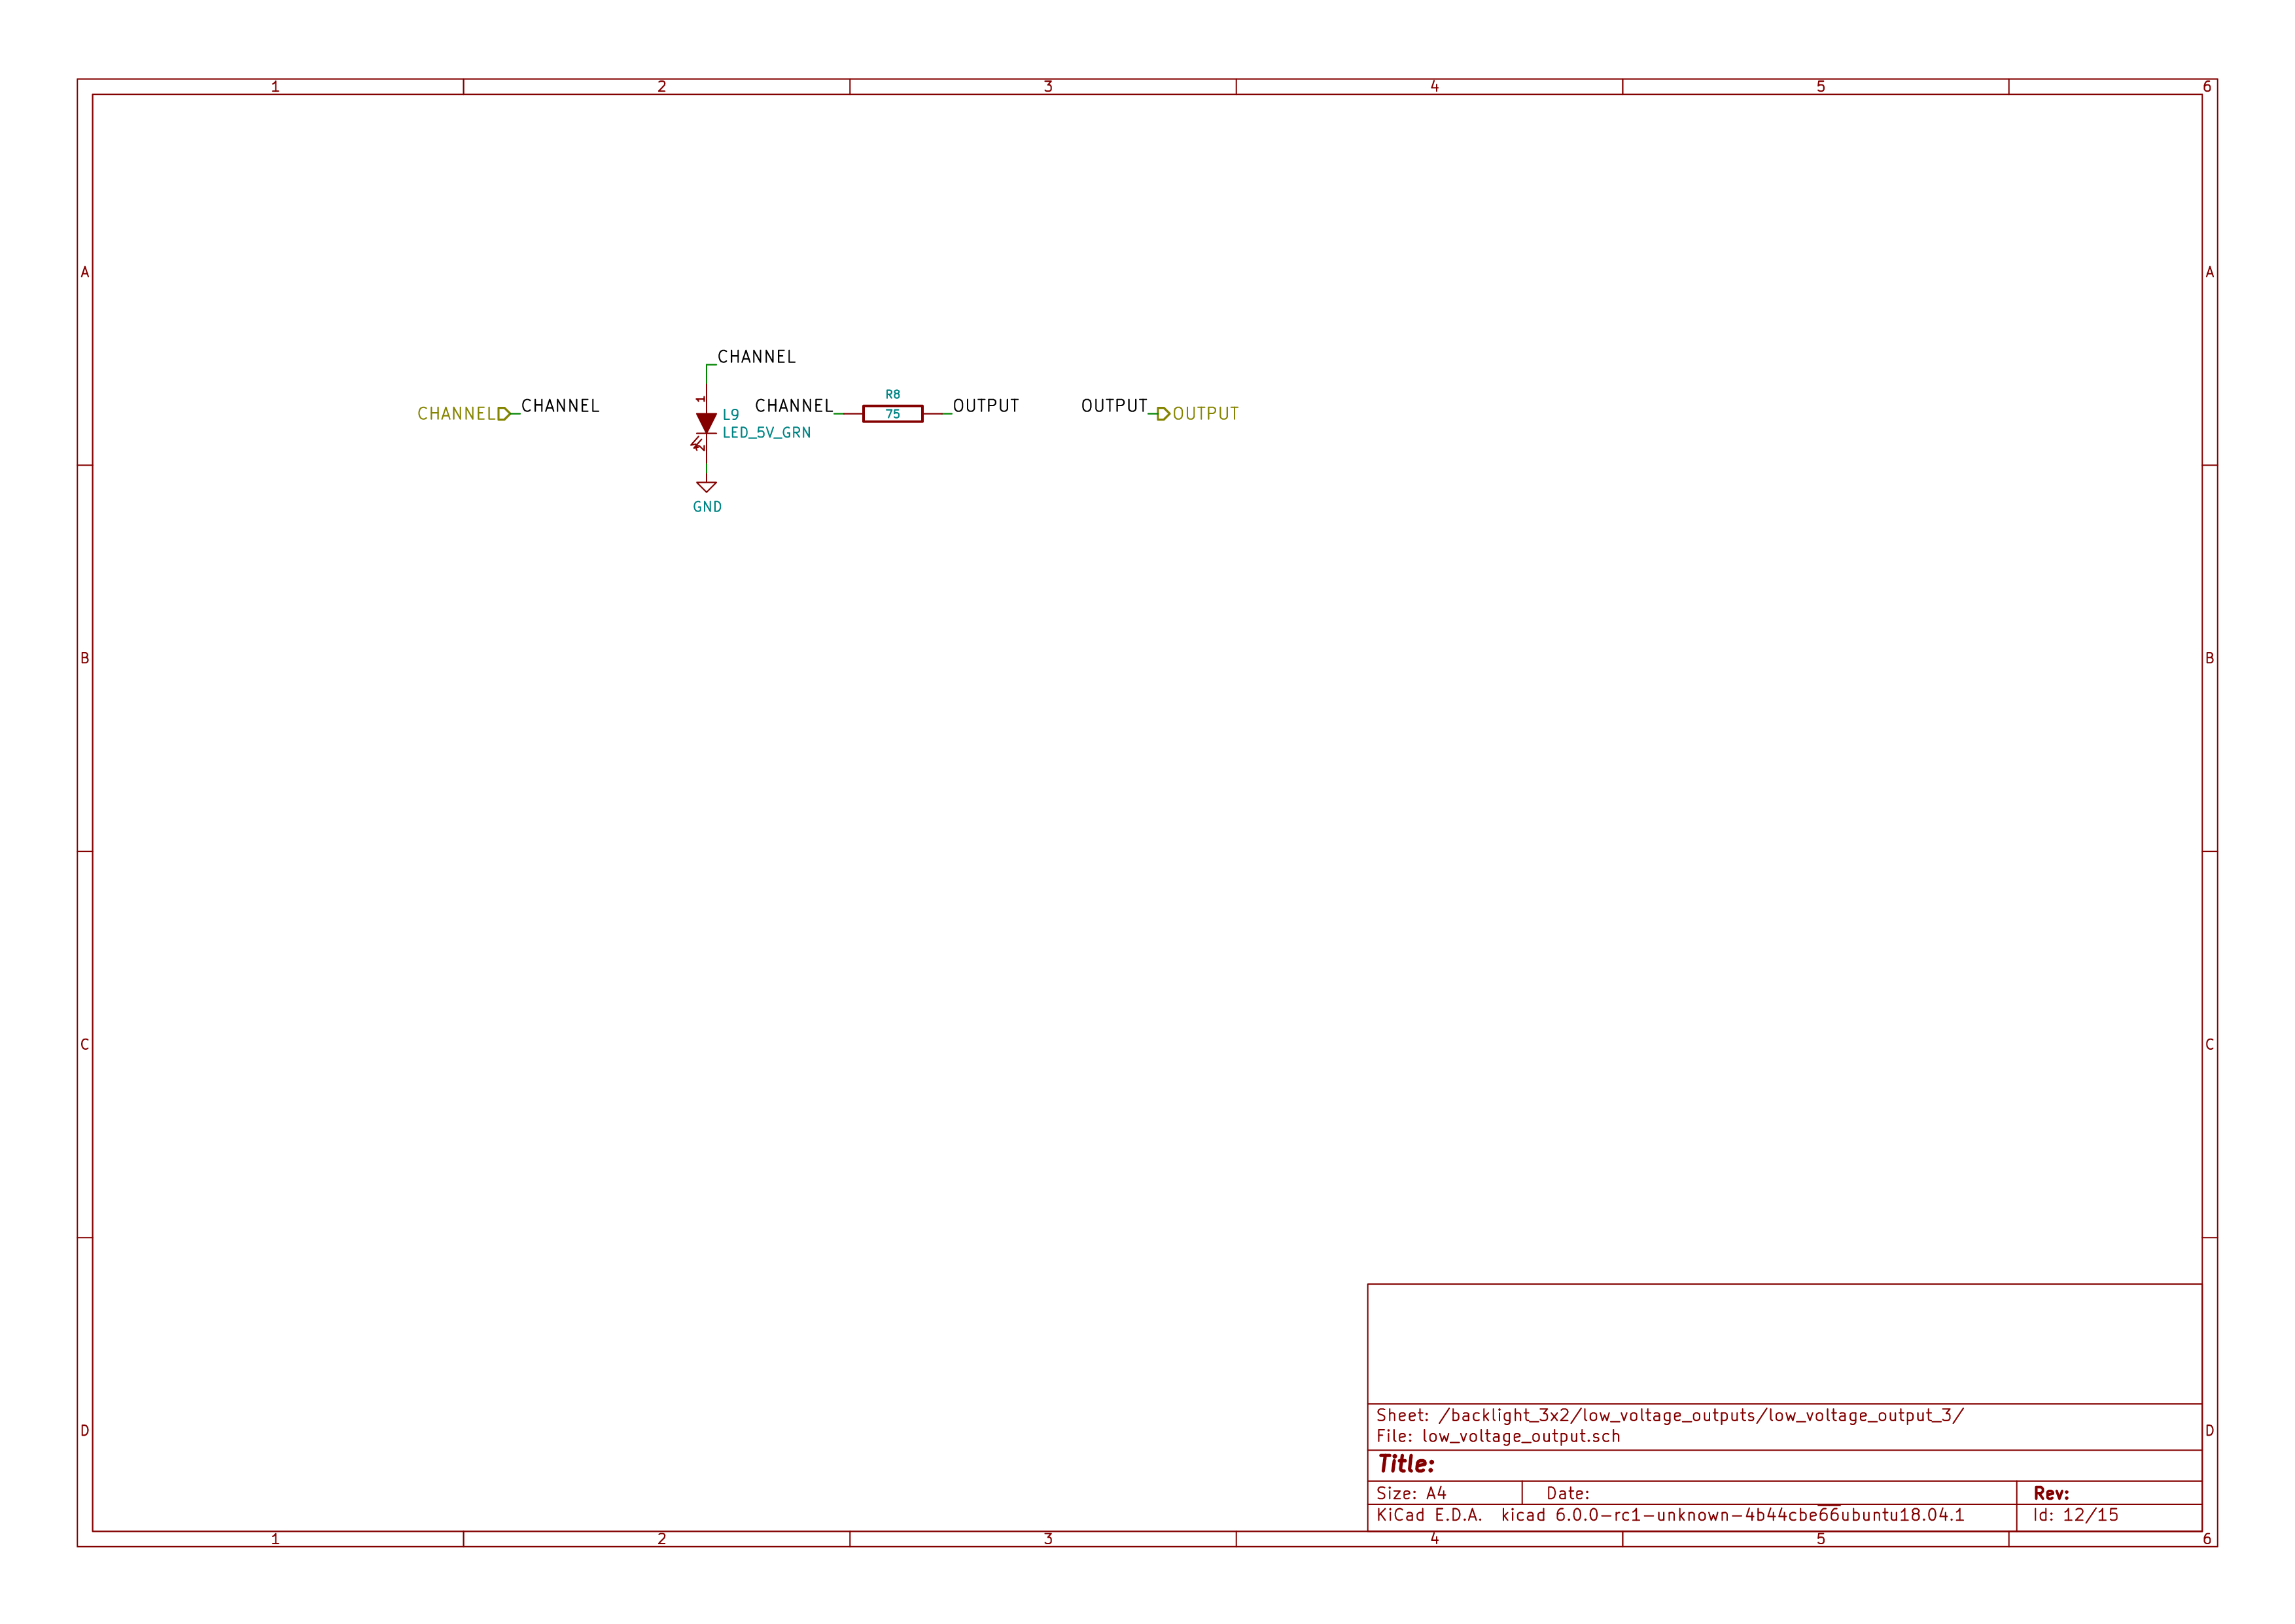 1 2 3 4 5 6
A A
CHANNEL
CHANNEL CHANNEL
1
L9
LED_5V_GRN
2
GND
CHANNEL
R8
75
OUTPUT
OUTPUT OUTPUT
B B
C C
D D
Sheet: /backlight_3x2/low_voltage_outputs/low_voltage_output_3/
File: low_voltage_output.sch
Title:
Size: A4 Date: Rev:
KiCad E.D.A. kicad 6.0.0-rc1-unknown-4b44cbe66ubuntu18.04.1 Id: 12/15
1 2 3 4 5 6